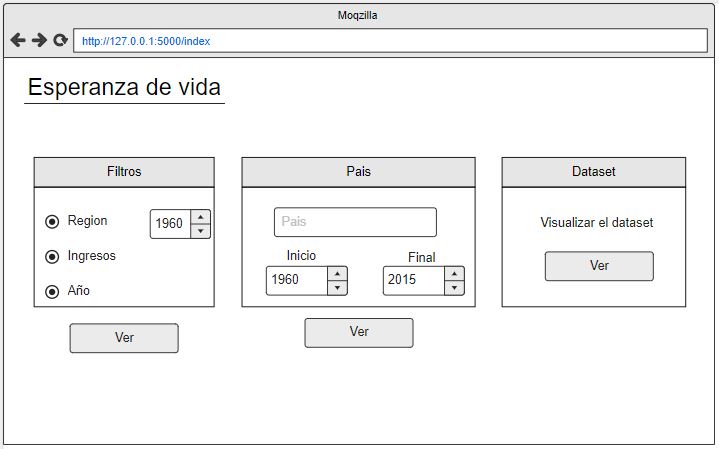 Moqzilla
http://127.0.0.1:5000/index
Esperanza de vida
Filtros
Region
1960
Ingresos
Año
Ver
Pais
Pais
Inicio
Final
1960
2015
Ver
Dataset
Visualizar el dataset
Ver